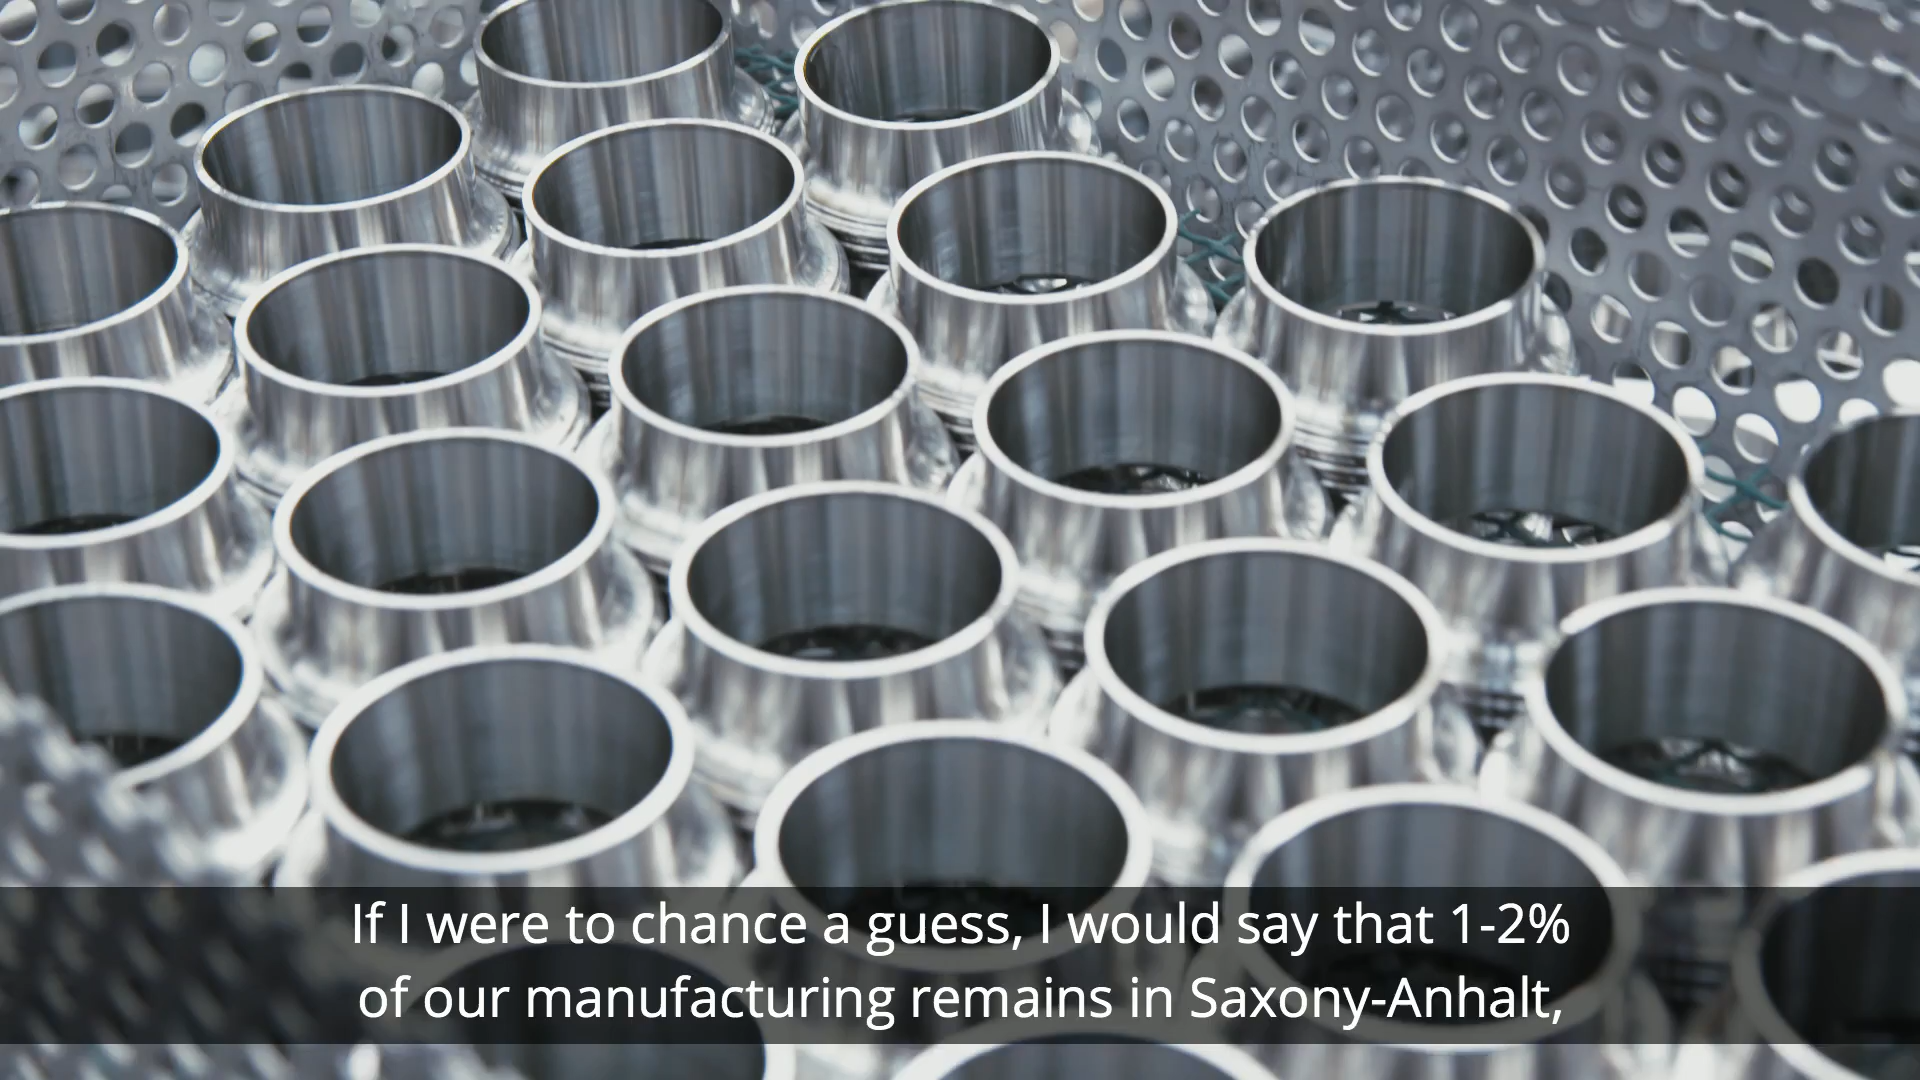 If I were to chance a guess, I would say that 1-2%
of our manufacturing remains in Saxony-Anhalt,